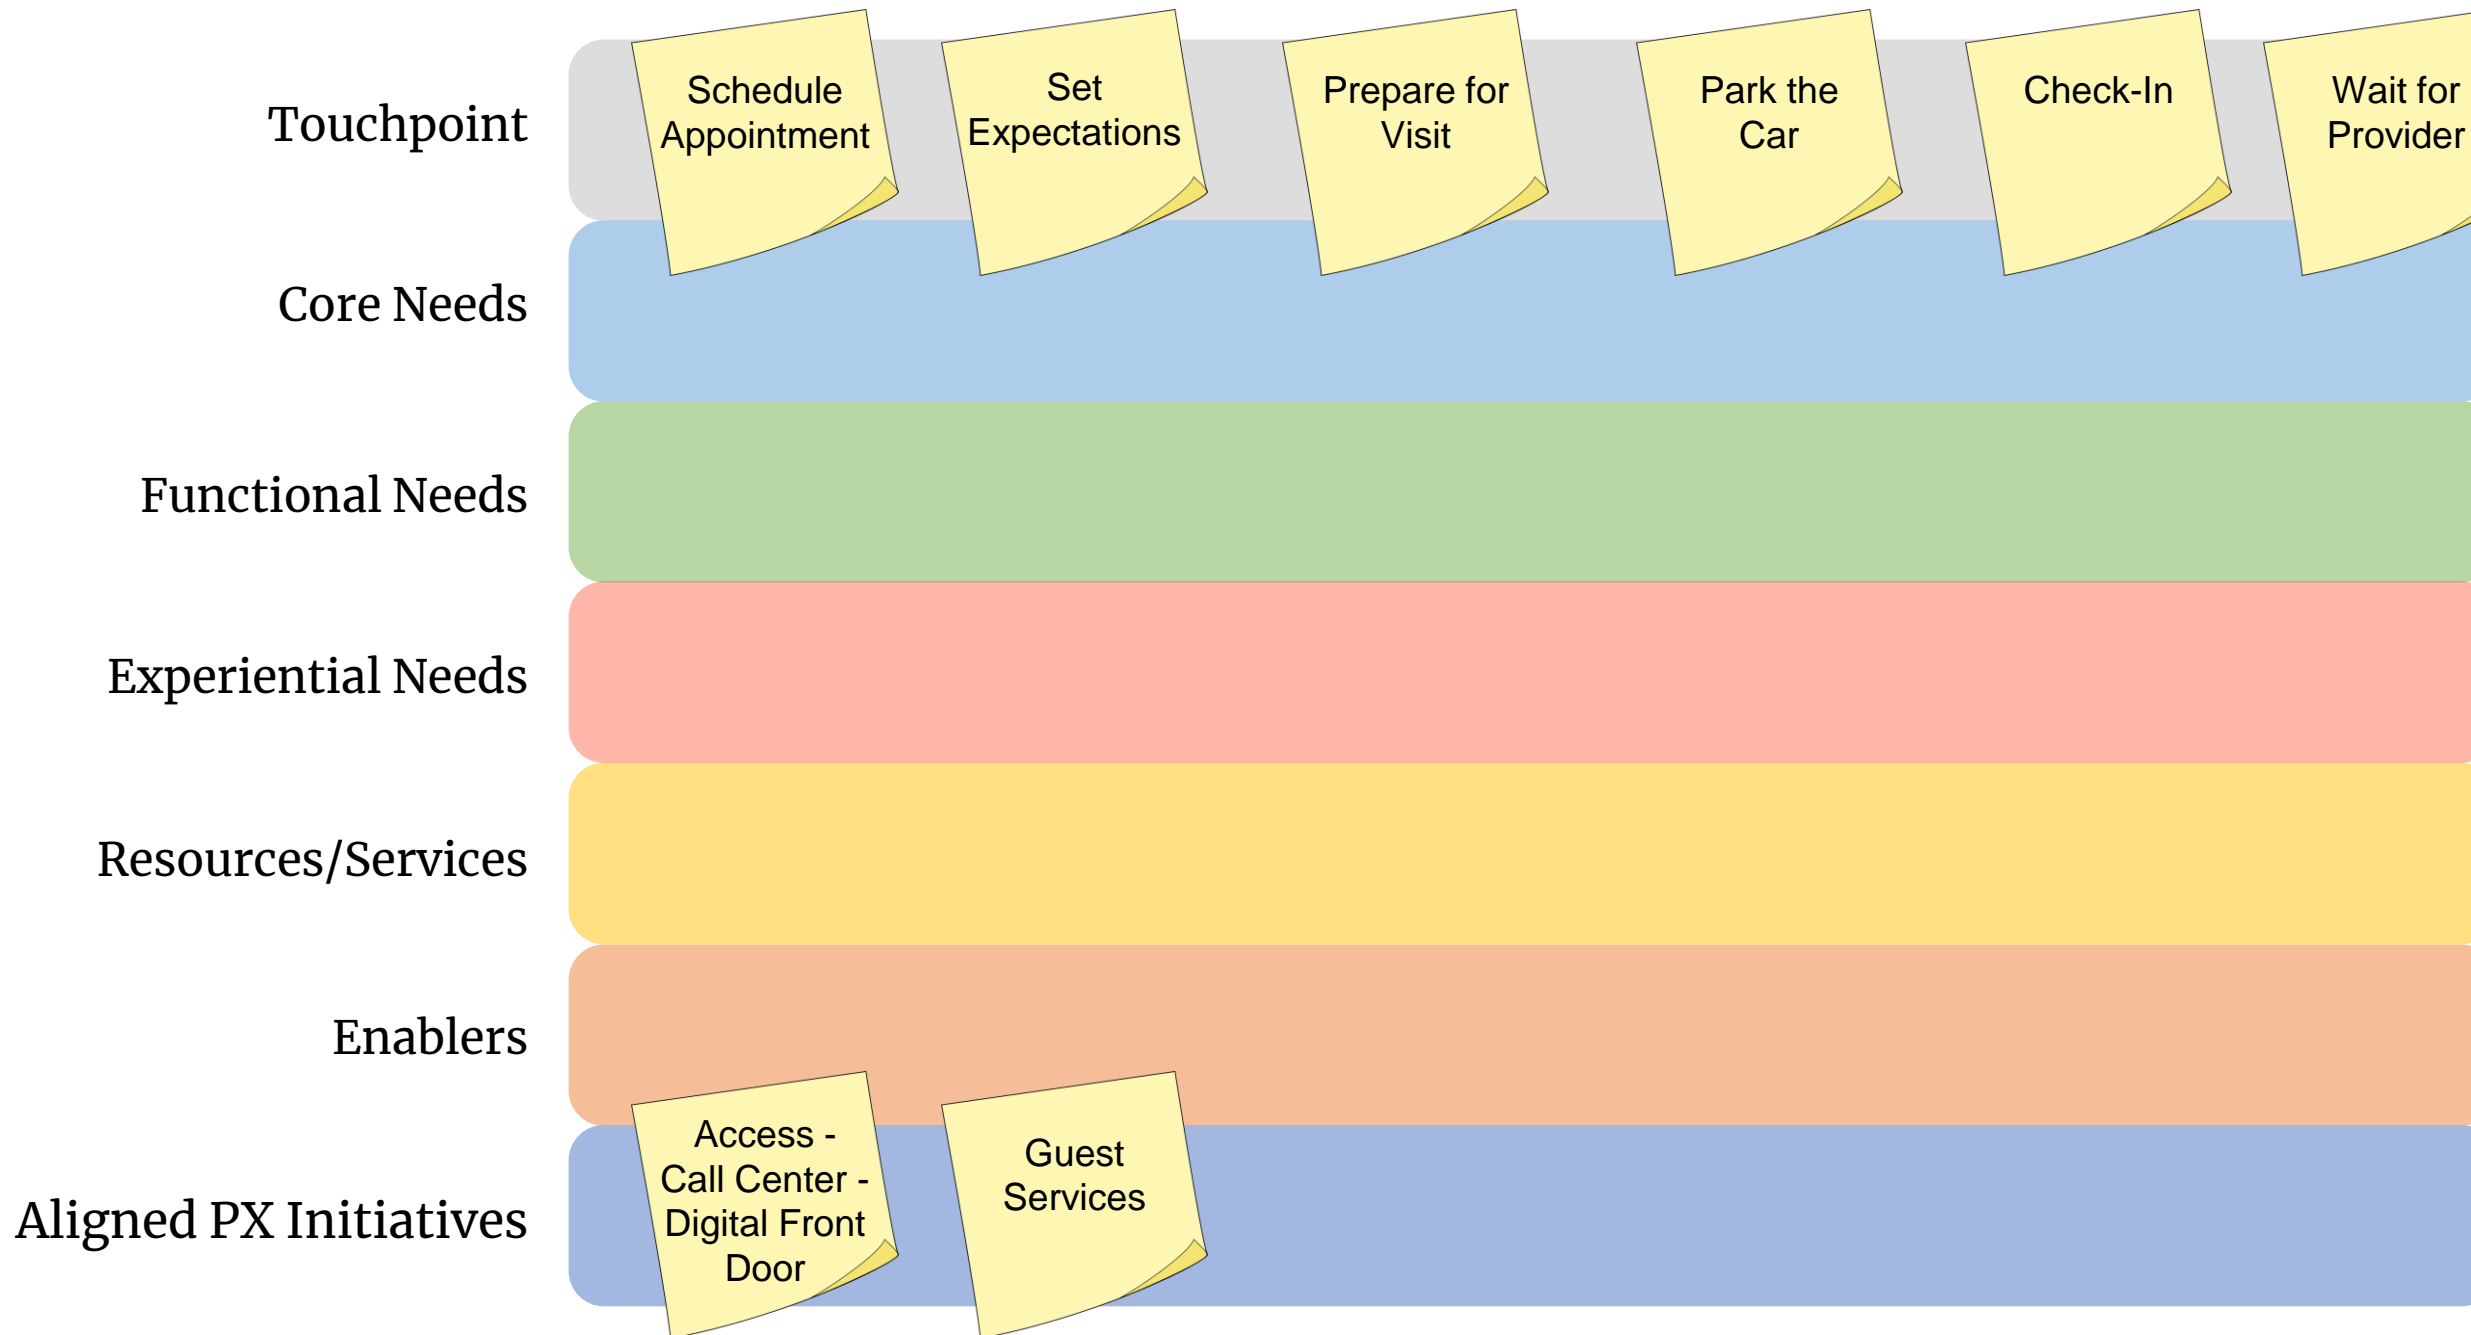 Touchpoint
Schedule
Appointment
Set
Expectations
Prepare for
Visit
Park the
Car
Check-In
Wait for
Provider
Core Needs
Functional Needs
Experiential Needs
Resources/Services
Enablers
Aligned PX Initiatives
Access -
Call Center -
Digital Front
Door
Guest
Services